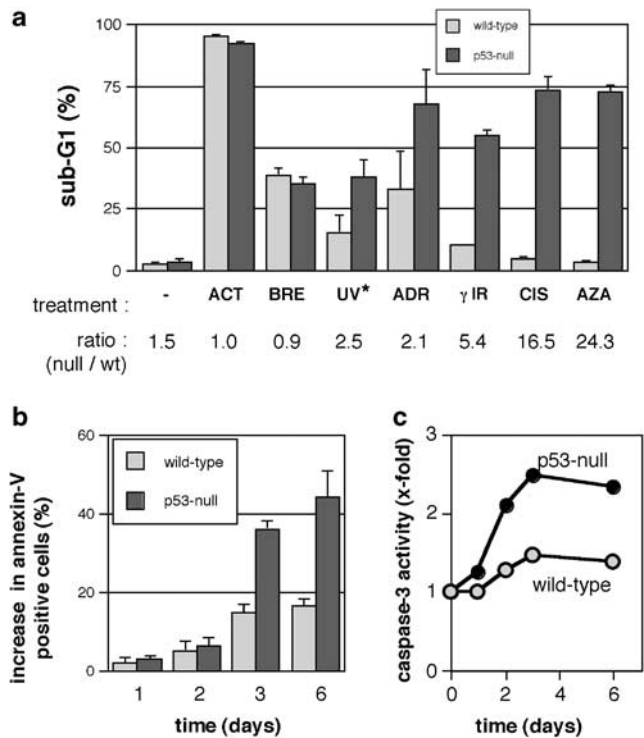 a
sub-G1 (%)
100
75
50
25
0
wild-type
p53-null
treatment : - ACT BRE UV* ADR γ IR CIS AZA
ratio : 1.5 1.0 0.9 2.5 2.1 5.4 16.5 24.3
(null / wt)
b
increase in annexin-V
positive cells (%)
60
40
20
0
wild-type
p53-null
1 2 3 6
time (days)
c
caspase-3 activity (x-fold)
3
2
1
0
p53-null
wild-type
0 2 4 6
time (days)